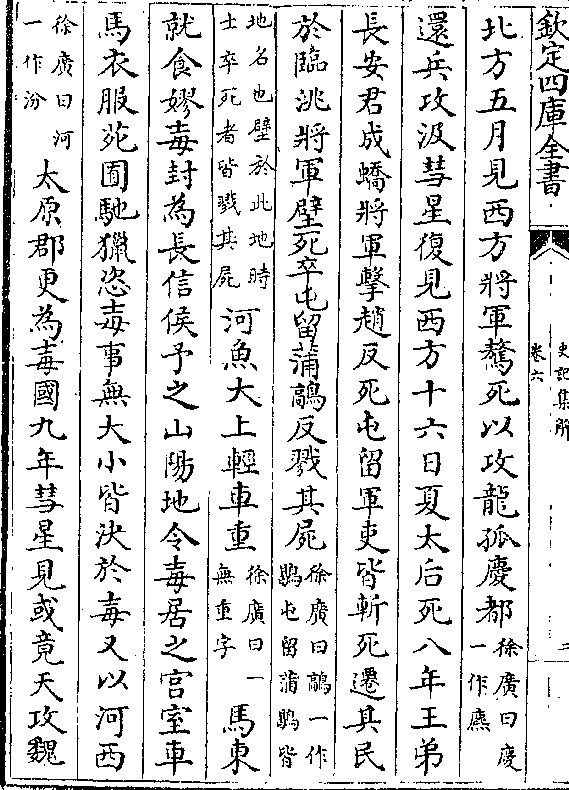 欽定四庫全書
史記集解
卷六
二
北方五月見西方將軍驁死以攻龍孤慶都徐廣曰慶一作麃
還兵攻汲彗星復見西方十六日夏太后死八年王弟
長安君成蟜將軍擊趙反死屯留軍吏皆斬死遷其民
於臨洮將軍壁死卒屯留蒲鶮反戮其屍徐廣曰鶮一作鶪屯留蒲鶪皆
地名也壁於此地時士卒死者皆戮其屍河魚大上輕車重徐廣曰一無重字馬東
就食嫪毐封為長信侯予之山陽地令毐居之宮室車
馬衣服苑囿馳獵恣毐事無大小皆決於毐又以河西
徐廣曰河一作汾太原郡更為毐國九年彗星見或竟天攻魏